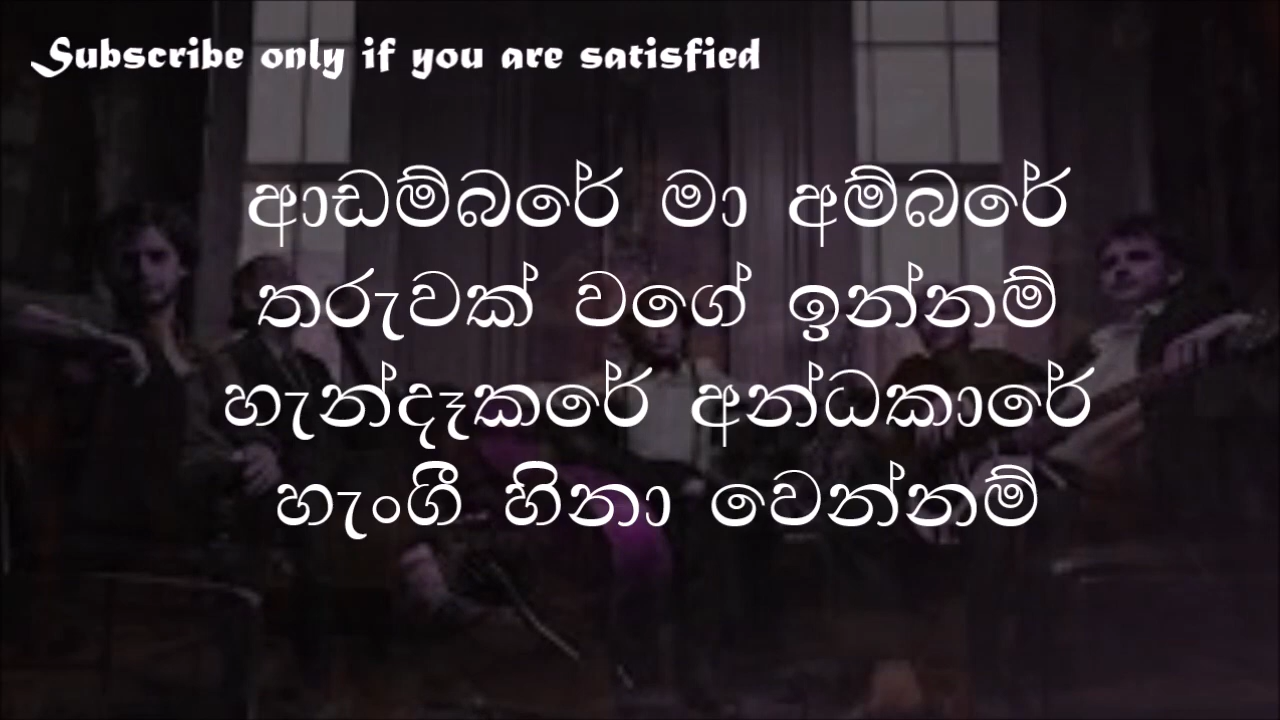 Subscribe only if you are satisfied
ආඩම්බරේ මා අම්බරේ
තරුවක් වගේ ඉන්නම්
හැන්දෑකරේ අන්ධකාරේ
හැංගී හිනා වෙන්නම්